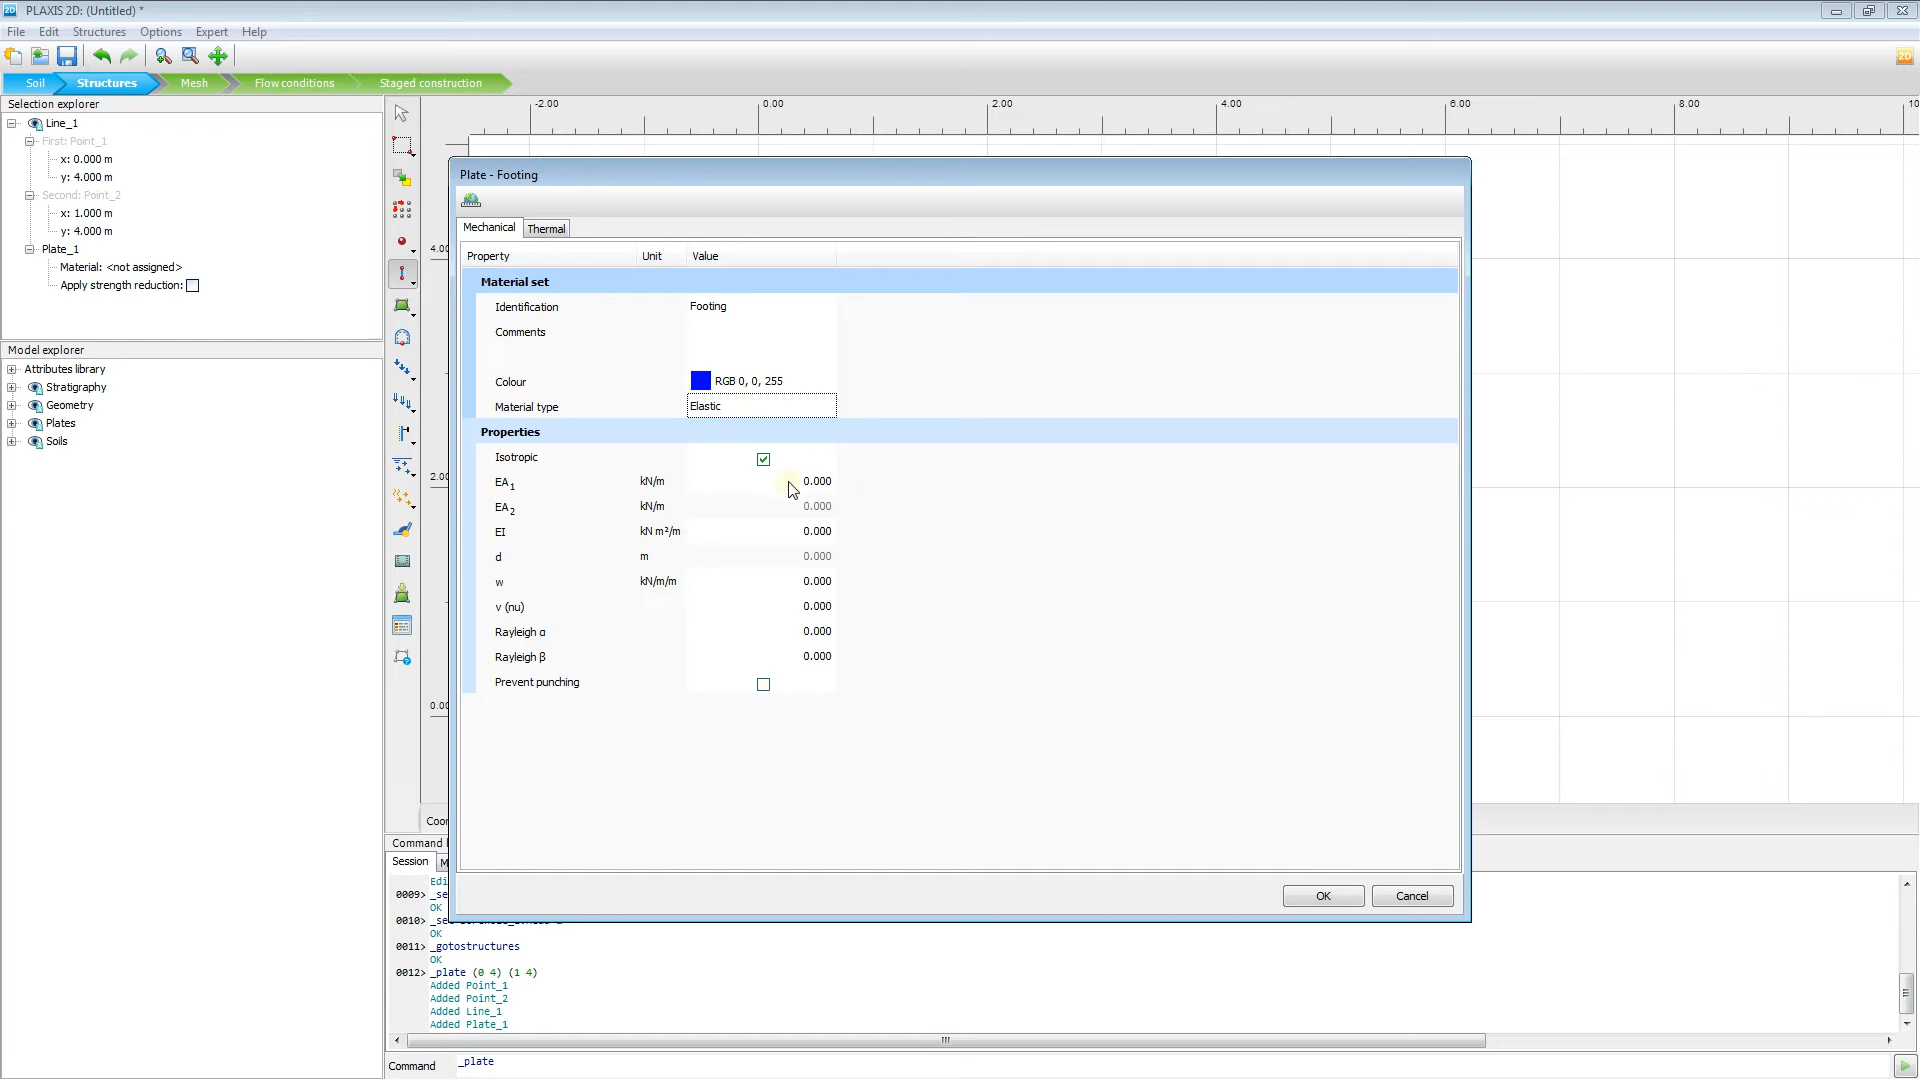 PLAXIS 2D: (Untitled) *
File Edit Structures Options Expert Help
Soil Structures Mesh Flow conditions Staged construction
Selection explorer
Line_1
First: Point_1
x: 0.000 m
y: 4.000 m
Second: Point_2
x: 1.000 m
y: 4.000 m
Plate_1
Material: <not assigned>
Apply strength reduction:
Model explorer
Attributes library
Stratigraphy
Geometry
Plates
Soils
-2.00 0.00 2.00 4.00 6.00 8.00 10
4.00
2.00
0.00
Plate - Footing
Mechanical Thermal
Property Unit Value
Material set
Identification Footing
Comments
Colour RGB 0, 0, 255
Material type Elastic
Properties
Isotropic
EA1 kN/m 0.000
EA2 kN/m 0.000
EI kN m²/m 0.000
d m 0.000
w kN/m/m 0.000
ν (nu) 0.000
Rayleigh α 0.000
Rayleigh β 0.000
Prevent punching
OK Cancel
Coor
Command
Session M
Edi
0009> _se
OK
0010> _se
OK
0011> _gotostructures
OK
0012> _plate (0 4) (1 4)
Added Point_1
Added Point_2
Added Line_1
Added Plate_1
Command _plate
2D